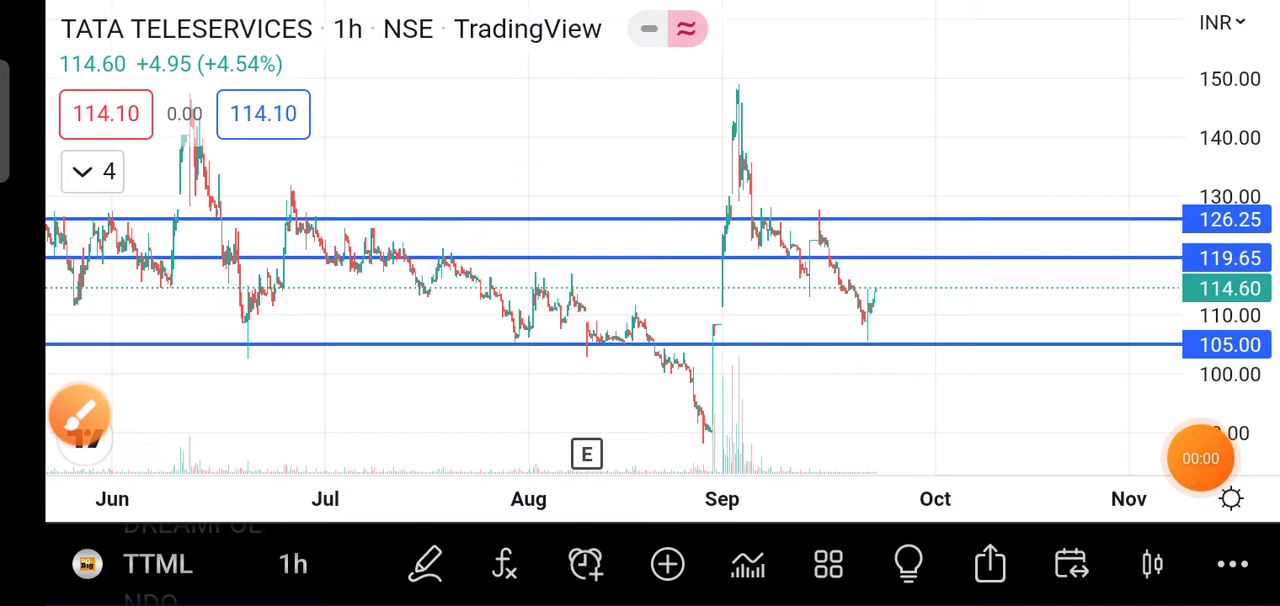 TATA TELESERVICES · 1h · NSE · TradingView
INR
114.60 +4.95 (+4.54%)
114.10 0.00 114.10
4
150.00
140.00
130.00
126.25
119.65
114.60
110.00
105.00
100.00
E
00:00
Jun Jul Aug Sep Oct Nov
TTML 1h